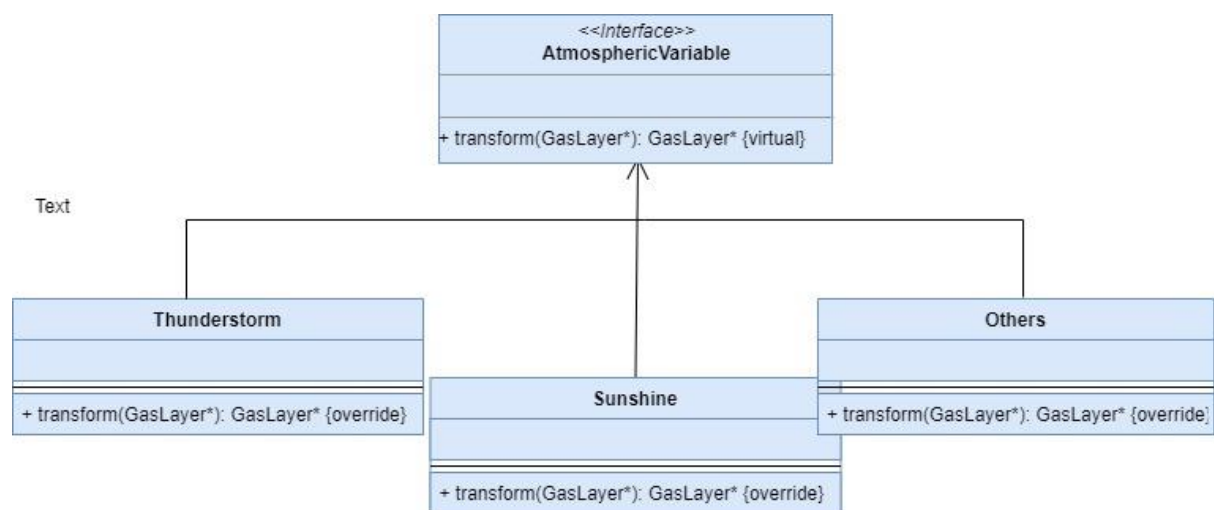 <<Interface>>
AtmosphericVariable
+ transform(GasLayer*): GasLayer* {virtual}
Text
Thunderstorm
+ transform(GasLayer*): GasLayer* {override}
Sunshine
+ transform(GasLayer*): GasLayer* {override}
Others
+ transform(GasLayer*): GasLayer* {override}